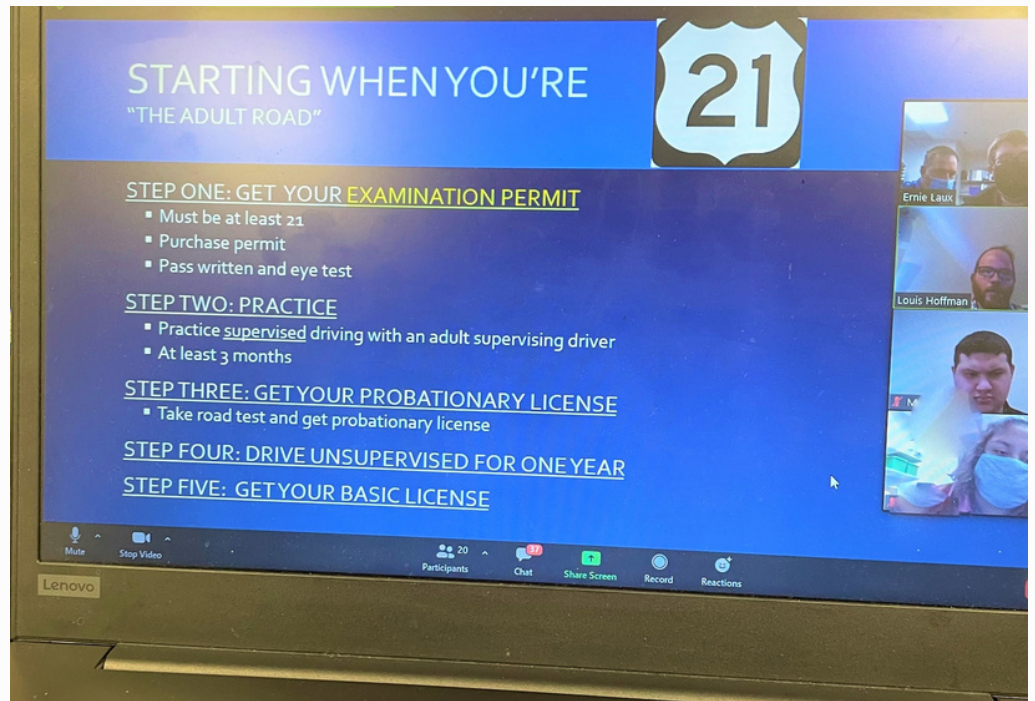 STARTING WHEN YOU'RE
"THE ADULT ROAD"
21
STEP ONE: GET YOUR EXAMINATION PERMIT
▪ Must be at least 21
▪ Purchase permit
▪ Pass written and eye test
STEP TWO: PRACTICE
▪ Practice supervised driving with an adult supervising driver
▪ At least 3 months
STEP THREE: GET YOUR PROBATIONARY LICENSE
▪ Take road test and get probationary license
STEP FOUR: DRIVE UNSUPERVISED FOR ONE YEAR
STEP FIVE: GET YOUR BASIC LICENSE
Ernie Laux
Louis Hoffman
Mute
Stop Video
20
Participants
37
Chat
Share Screen
Record
Reactions
Lenovo